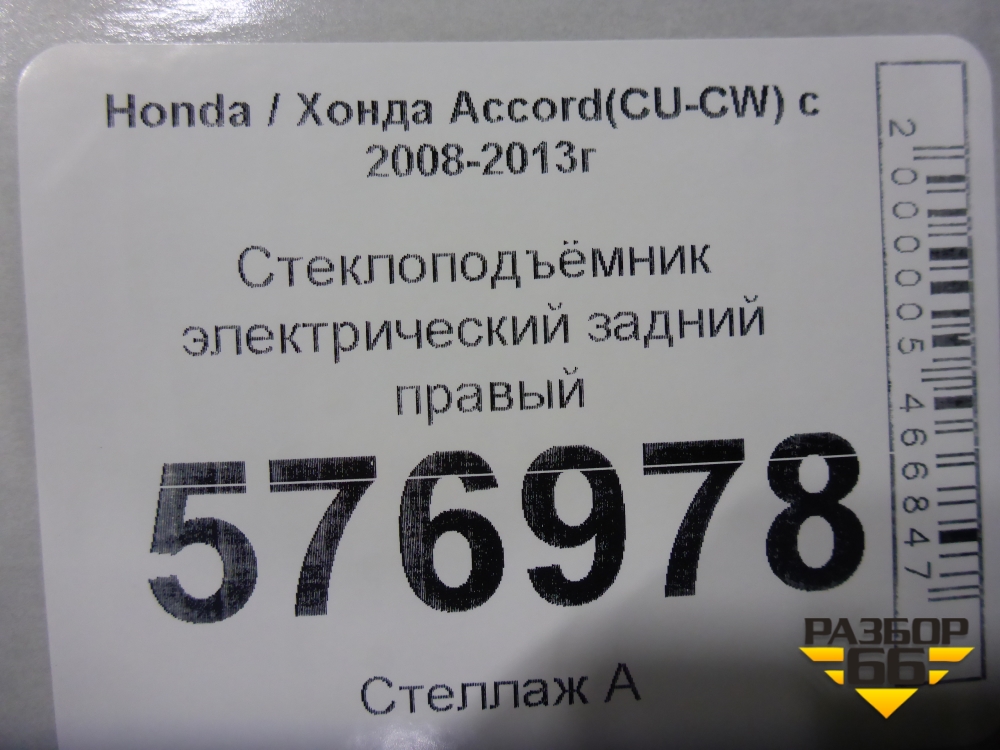 Honda / Хонда Accord(CU-CW) с
2008-2013г
Стеклоподъёмник
электрический задний
правый
576978
Стеллаж А
2000005466847
РАЗБОР
66